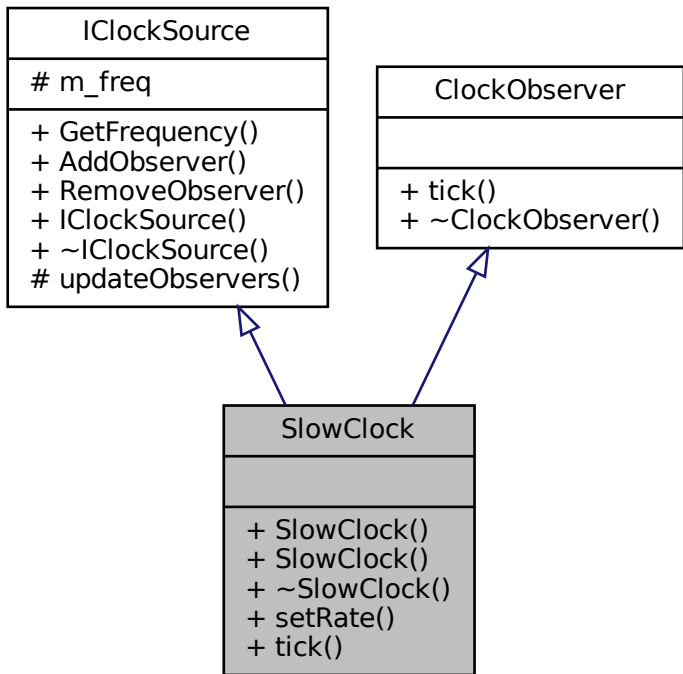 IClockSource
# m_freq
+ GetFrequency()
+ AddObserver()
+ RemoveObserver()
+ IClockSource()
+ ~IClockSource()
# updateObservers()
ClockObserver
+ tick()
+ ~ClockObserver()
SlowClock
+ SlowClock()
+ SlowClock()
+ ~SlowClock()
+ setRate()
+ tick()